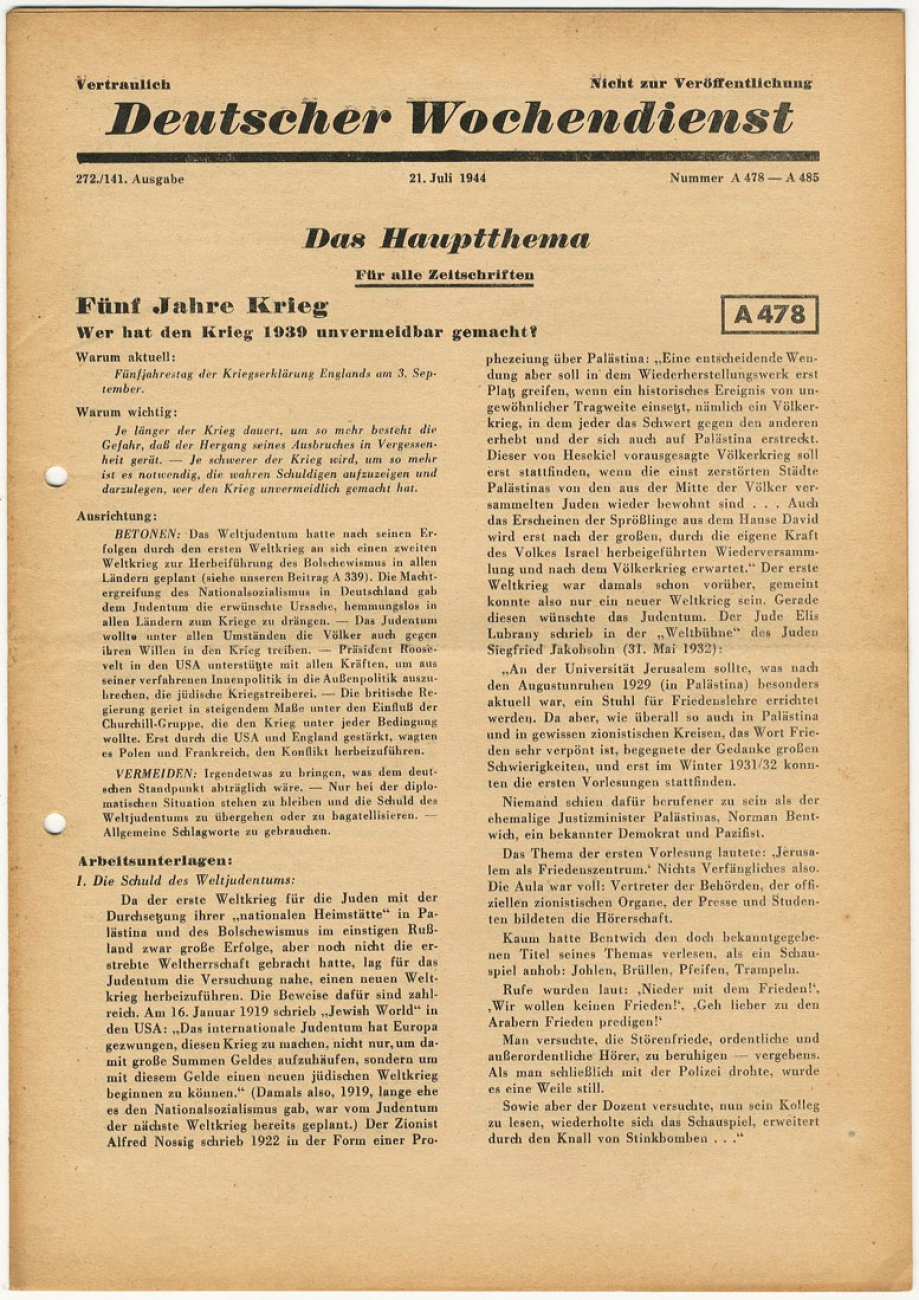 Vertraulich
Nicht zur Veröffentlichung
Deutscher Wochendienst
272./141. Ausgabe
21. Juli 1944
Nummer A 478 — A 485
Das Hauptthema
Für alle Zeitschriften
Fünf Jahre Krieg
A 478
Wer hat den Krieg 1939 unvermeidbar gemacht?
Warum aktuell:
Fünfjahrestag der Kriegserklärung Englands am 3. Sep-
tember.
Warum wichtig:
Je länger der Krieg dauert, um so mehr besteht die
Gefahr, daß der Hergang seines Ausbruches in Vergessen-
heit gerät. — Je schwerer der Krieg wird, um so mehr
ist es notwendig, die wahren Schuldigen aufzuzeigen und
darzulegen, wer den Krieg unvermeidlich gemacht hat.
Ausrichtung:
BETONEN: Das Weltjudentum hatte nach seinen Er-
folgen durch den ersten Weltkrieg an sich einen zweiten
Weltkrieg zur Herbeiführung des Bolschewismus in allen
Ländern geplant (siehe unseren Beitrag A 339). Die Macht-
ergreifung des Nationalsozialismus in Deutschland gab
dem Judentum die erwünschte Ursache, hemmungslos in
allen Ländern zum Kriege zu drängen. — Das Judentum
wollte unter allen Umständen die Völker auch gegen
ihren Willen in den Krieg treiben. — Präsident Roose-
velt in den USA unterstützte mit allen Kräften, um aus
seiner verfahrenen Innenpolitik in die Außenpolitik auszu-
brechen, die jüdische Kriegstreiberei. — Die britische Re-
gierung geriet in steigendem Maße unter den Einfluß der
Churchill-Gruppe, die den Krieg unter jeder Bedingung
wollte. Erst durch die USA und England gestärkt, wagten
es Polen und Frankreich, den Konflikt herbeizuführen.
VERMEIDEN: Irgendetwas zu bringen, was dem deut-
schen Standpunkt abträglich wäre. — Nur bei der diplo-
matischen Situation stehen zu bleiben und die Schuld des
Weltjudentums zu übergehen oder zu bagatellisieren. —
Allgemeine Schlagworte zu gebrauchen.
Arbeitsunterlagen:
1. Die Schuld des Weltjudentums:
Da der erste Weltkrieg für die Juden mit der
Durchsetzung ihrer „nationalen Heimstätte“ in Pa-
lästina und des Bolschewismus im einstigen Ruß-
land zwar große Erfolge, aber noch nicht die er-
strebte Weltherrschaft gebracht hatte, lag für das
Judentum die Versuchung nahe, einen neuen Welt-
krieg herbeizuführen. Die Beweise dafür sind zahl-
reich. Am 16. Januar 1919 schrieb „Jewish World“ in
den USA: „Das internationale Judentum hat Europa
gezwungen, diesen Krieg zu machen, nicht nur, um da-
mit große Summen Geldes aufzuhäufen, sondern um
mit diesem Gelde einen neuen jüdischen Weltkrieg
beginnen zu können.“ (Damals also, 1919, lange ehe
es den Nationalsozialismus gab, war vom Judentum
der nächste Weltkrieg bereits geplant.) Der Zionist
Alfred Nossig schrieb 1922 in der Form einer Pro-
phezeiung über Palästina: „Eine entscheidende Wen-
dung aber soll in dem Wiederherstellungswerk erst
Platz greifen, wenn ein historisches Ereignis von un-
gewöhnlicher Tragweite einsetzt, nämlich ein Völker-
krieg, in dem jeder das Schwert gegen den anderen
erhebt und der sich auch auf Palästina erstreckt.
Dieser von Hesekiel vorausgesagte Völkerkrieg soll
erst stattfinden, wenn die einst zerstörten Städte
Palästinas von den aus der Mitte der Völker ver-
sammelten Juden wieder bewohnt sind . . . Auch
das Erscheinen der Sprößlinge aus dem Hause David
wird erst nach der großen, durch die eigene Kraft
des Volkes Israel herbeigeführten Wiederversamm-
lung und nach dem Völkerkrieg erwartet.“ Der erste
Weltkrieg war damals schon vorüber, gemeint
konnte also nur ein neuer Weltkrieg sein. Gerade
diesen wünschte das Judentum. Der Jude Elis
Lubrany schrieb in der „Weltbühne“ des Juden
Siegfried Jakobsohn (31. Mai 1932):
„An der Universität Jerusalem sollte, was nach
den Augustunruhen 1929 (in Palästina) besonders
aktuell war, ein Stuhl für Friedenslehre errichtet
werden. Da aber, wie überall so auch in Palästina
und in gewissen zionistischen Kreisen, das Wort Frie-
den sehr verpönt ist, begegnete der Gedanke großen
Schwierigkeiten, und erst im Winter 1931/32 konn-
ten die ersten Vorlesungen stattfinden.
Niemand schien dafür berufener zu sein als der
ehemalige Justizminister Palästinas, Norman Bent-
wich, ein bekannter Demokrat und Pazifist.
Das Thema der ersten Vorlesung lautete: ‚Jerusa-
lem als Friedenszentrum.‘ Nichts Verfängliches also.
Die Aula war voll: Vertreter der Behörden, der offi-
ziellen zionistischen Organe, der Presse und Studen-
ten bildeten die Hörerschaft.
Kaum hatte Bentwich den doch bekanntgegebe-
nen Titel seines Themas verlesen, als ein Schau-
spiel anhob: Johlen, Brüllen, Pfeifen, Trampeln.
Rufe wurden laut: ‚Nieder mit dem Frieden!‘,
‚Wir wollen keinen Frieden!‘, ‚Geh lieber zu den
Arabern Frieden predigen!‘
Man versuchte, die Störenfriede, ordentliche und
außerordentliche Hörer, zu beruhigen — vergebens.
Als man schließlich mit der Polizei drohte, wurde
es eine Weile still.
Sowie aber der Dozent versuchte, nun sein Kolleg
zu lesen, wiederholte sich das Schauspiel, erweitert
durch den Knall von Stinkbomben . . .“